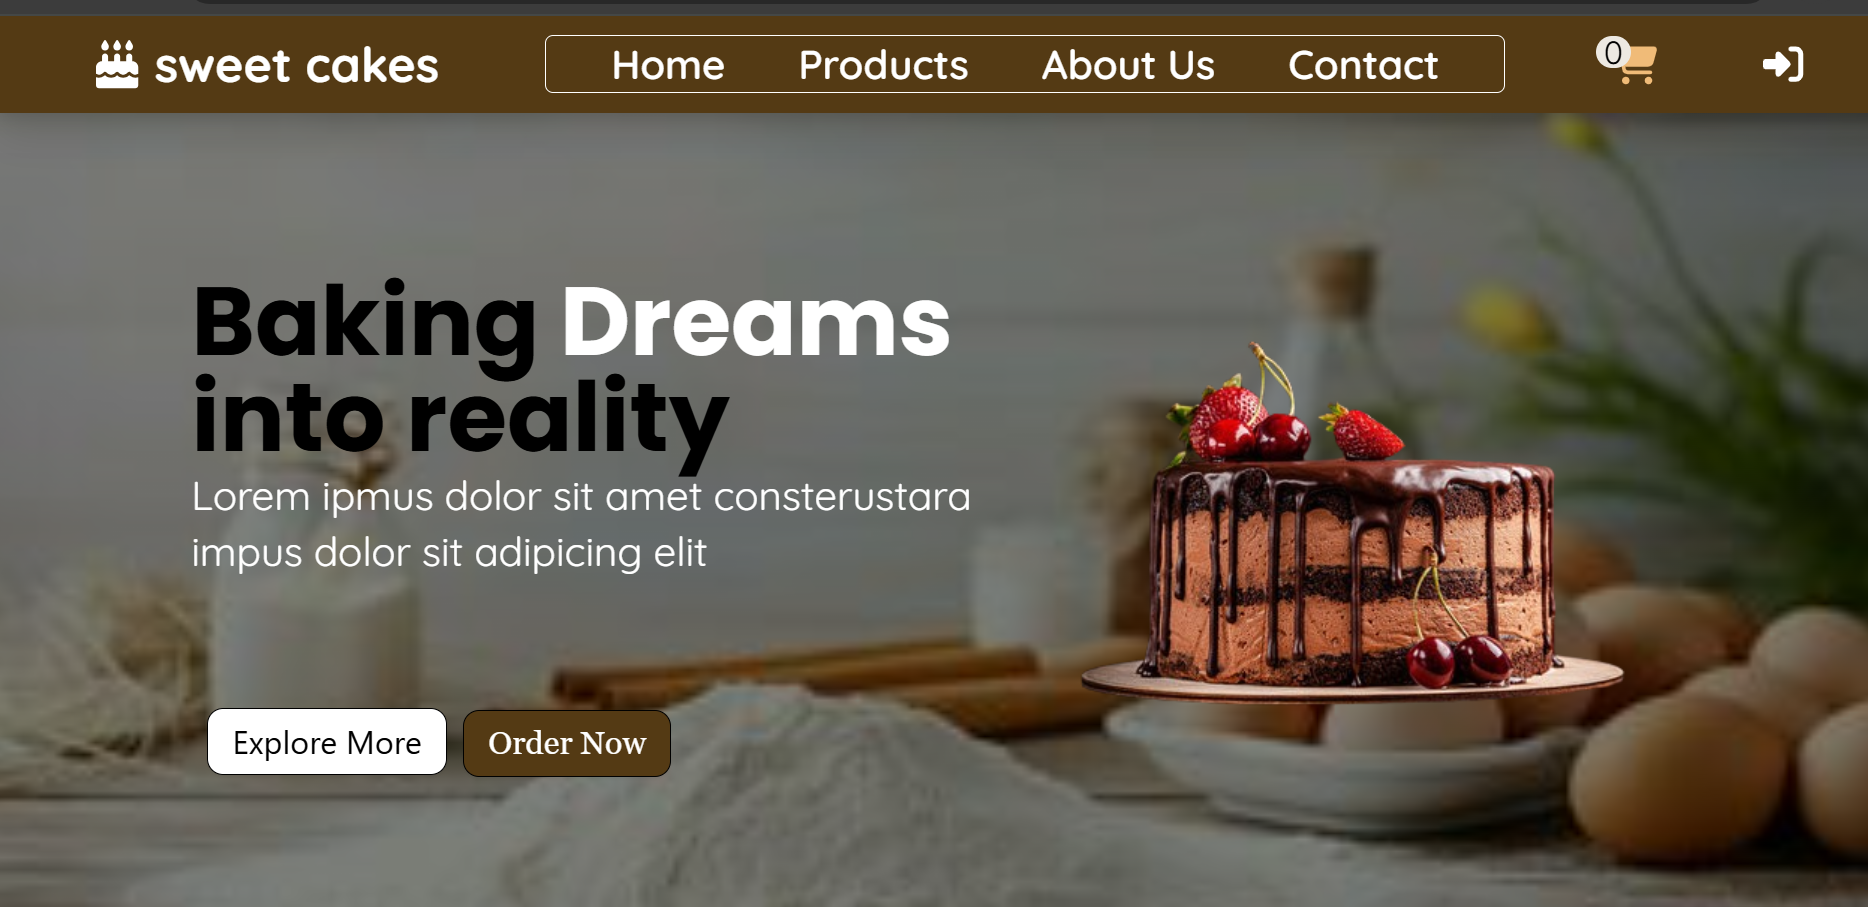 sweet cakes
Home Products About Us Contact
0
Baking Dreams
into reality
Lorem ipmus dolor sit amet consterustara
impus dolor sit adipicing elit
Explore More Order Now